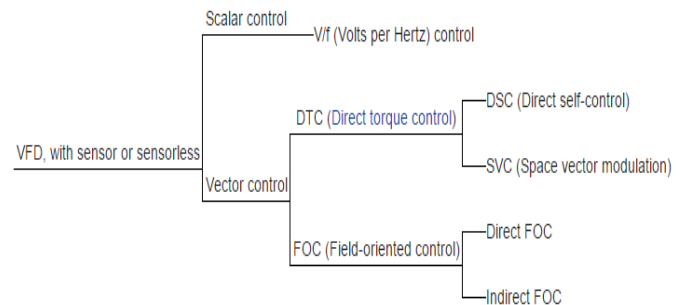 Scalar control
V/f (Volts per Hertz) control
DTC (Direct torque control)
DSC (Direct self-control)
VFD, with sensor or sensorless
SVC (Space vector modulation)
Vector control
Direct FOC
FOC (Field-oriented control)
Indirect FOC